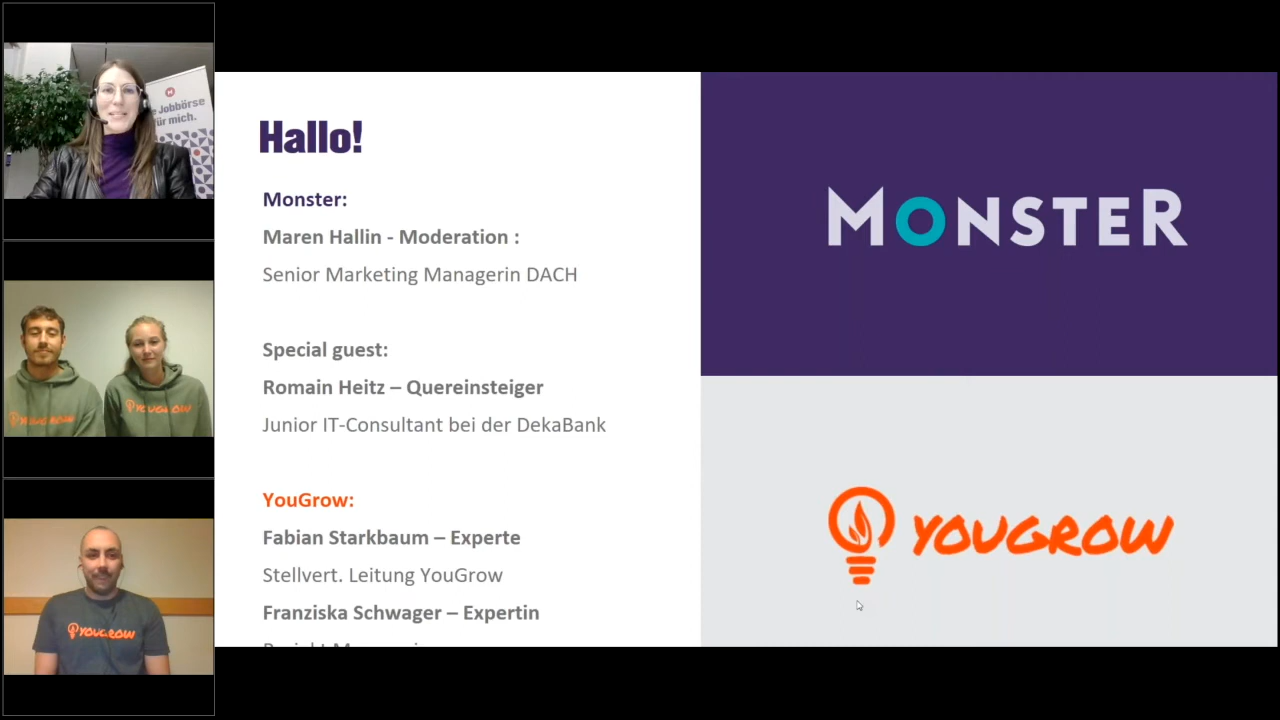 e Jobbörse
für mich.
YOUGROW
YOUGROW
YOUGROW
Hallo!
Monster:
Maren Hallin - Moderation :
Senior Marketing Managerin DACH
Special guest:
Romain Heitz – Quereinsteiger
Junior IT-Consultant bei der DekaBank
YouGrow:
Fabian Starkbaum – Experte
Stellvert. Leitung YouGrow
Franziska Schwager – Expertin
MONSTER
YOUGROW